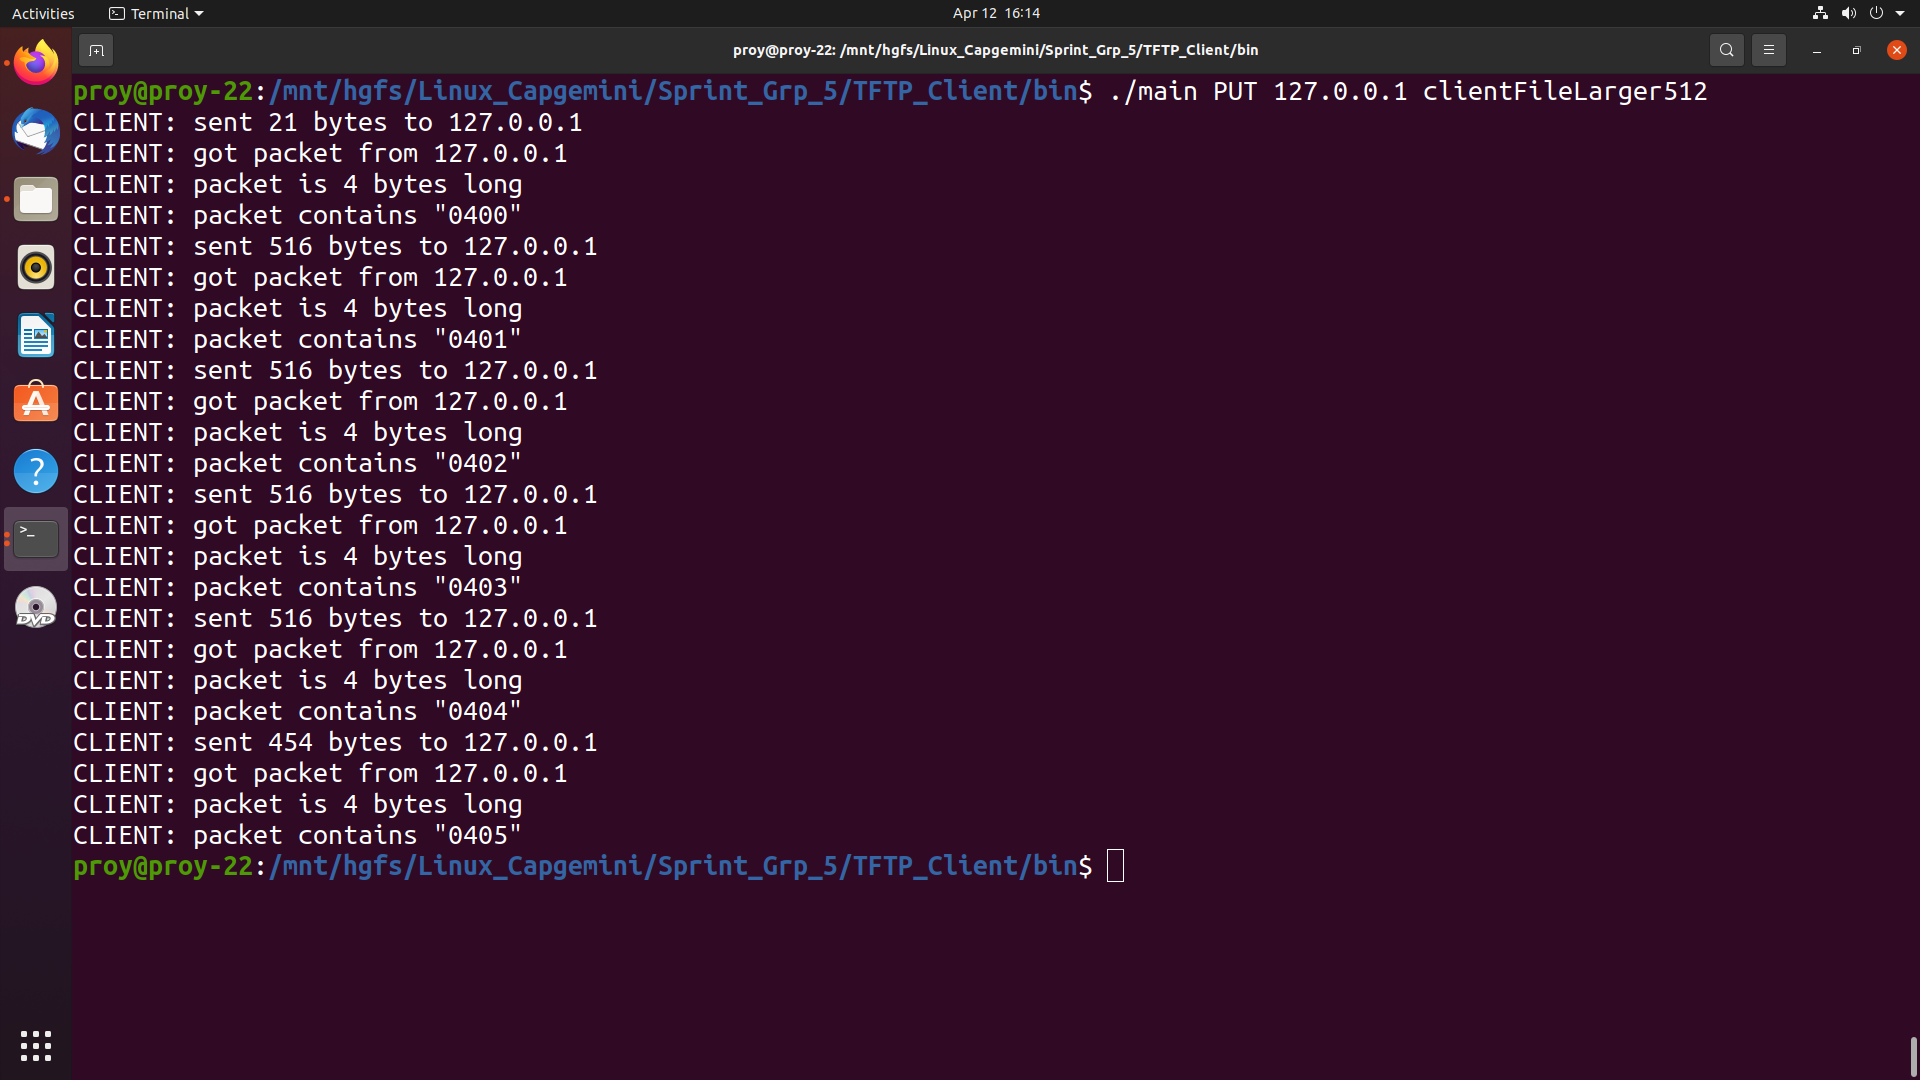 Activities Terminal Apr 12 16:14
proy@proy-22: /mnt/hgfs/Linux_Capgemini/Sprint_Grp_5/TFTP_Client/bin
proy@proy-22:/mnt/hgfs/Linux_Capgemini/Sprint_Grp_5/TFTP_Client/bin$ ./main PUT 127.0.0.1 clientFileLarger512
CLIENT: sent 21 bytes to 127.0.0.1
CLIENT: got packet from 127.0.0.1
CLIENT: packet is 4 bytes long
CLIENT: packet contains "0400"
CLIENT: sent 516 bytes to 127.0.0.1
CLIENT: got packet from 127.0.0.1
CLIENT: packet is 4 bytes long
CLIENT: packet contains "0401"
CLIENT: sent 516 bytes to 127.0.0.1
CLIENT: got packet from 127.0.0.1
CLIENT: packet is 4 bytes long
CLIENT: packet contains "0402"
CLIENT: sent 516 bytes to 127.0.0.1
CLIENT: got packet from 127.0.0.1
CLIENT: packet is 4 bytes long
CLIENT: packet contains "0403"
CLIENT: sent 516 bytes to 127.0.0.1
CLIENT: got packet from 127.0.0.1
CLIENT: packet is 4 bytes long
CLIENT: packet contains "0404"
CLIENT: sent 454 bytes to 127.0.0.1
CLIENT: got packet from 127.0.0.1
CLIENT: packet is 4 bytes long
CLIENT: packet contains "0405"
proy@proy-22:/mnt/hgfs/Linux_Capgemini/Sprint_Grp_5/TFTP_Client/bin$
DVD